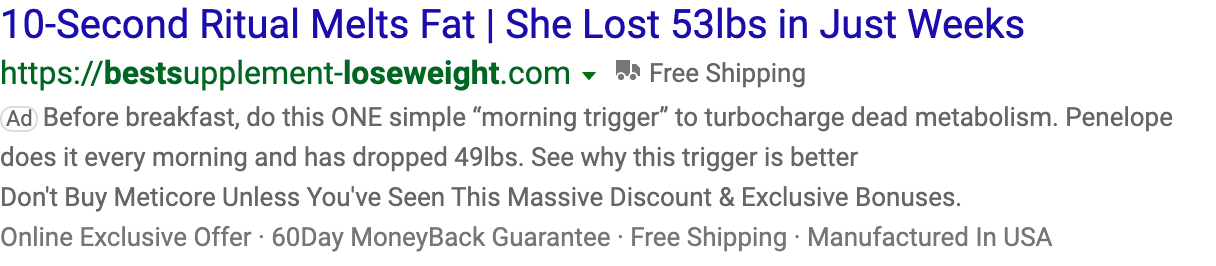 10-Second Ritual Melts Fat | She Lost 53lbs in Just Weeks
https://bestsupplement-loseweight.com Free Shipping
Ad Before breakfast, do this ONE simple “morning trigger” to turbocharge dead metabolism. Penelope
does it every morning and has dropped 49lbs. See why this trigger is better
Don't Buy Meticore Unless You've Seen This Massive Discount & Exclusive Bonuses.
Online Exclusive Offer · 60Day MoneyBack Guarantee · Free Shipping · Manufactured In USA